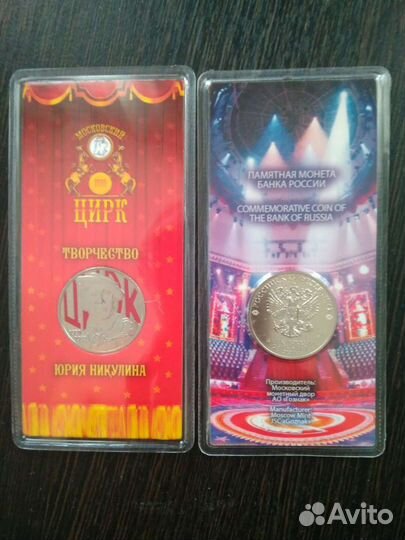 МОСКОВСКИЙ
ЦИРК
ТВОРЧЕСТВО
ЦИРК
ЮРИЯ НИКУЛИНА
ПАМЯТНАЯ МОНЕТА
БАНКА РОССИИ
COMMEMORATIVE COIN OF
THE BANK OF RUSSIA
Производитель:
Московский
монетный двор
АО «Гознак»
Manufacturer:
Moscow Mint
JSC «Goznak»
Avito